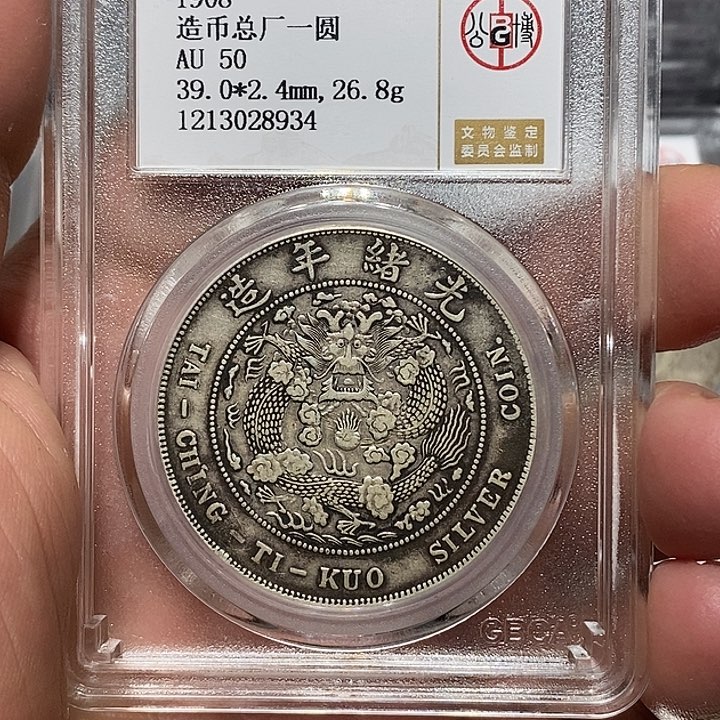 1908
造币总厂一圆
AU 50
39.0*2.4mm, 26.8g
1213028934
公G博
文物鉴定
委员会监制
光緒年造
TAI-CHING-TI-KUO SILVER COIN.
GBCA